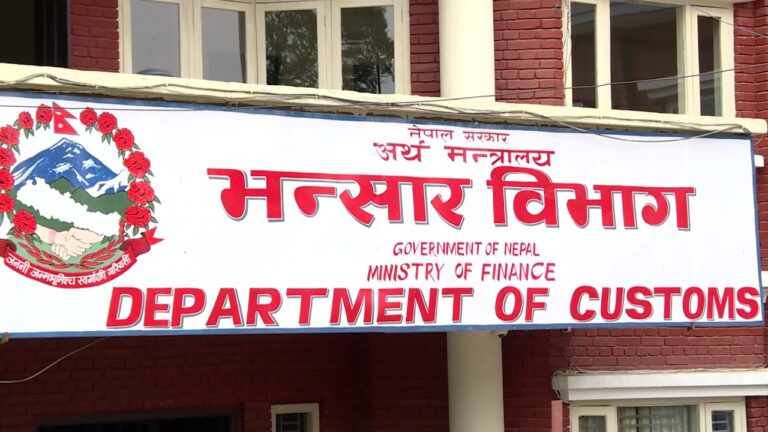 जननी जन्मभूमिश्च स्वर्गादपि गरियसी
नेपाल सरकार
अर्थ मन्त्रालय
भन्सार विभाग
GOVERNMENT OF NEPAL
MINISTRY OF FINANCE
DEPARTMENT OF CUSTOMS